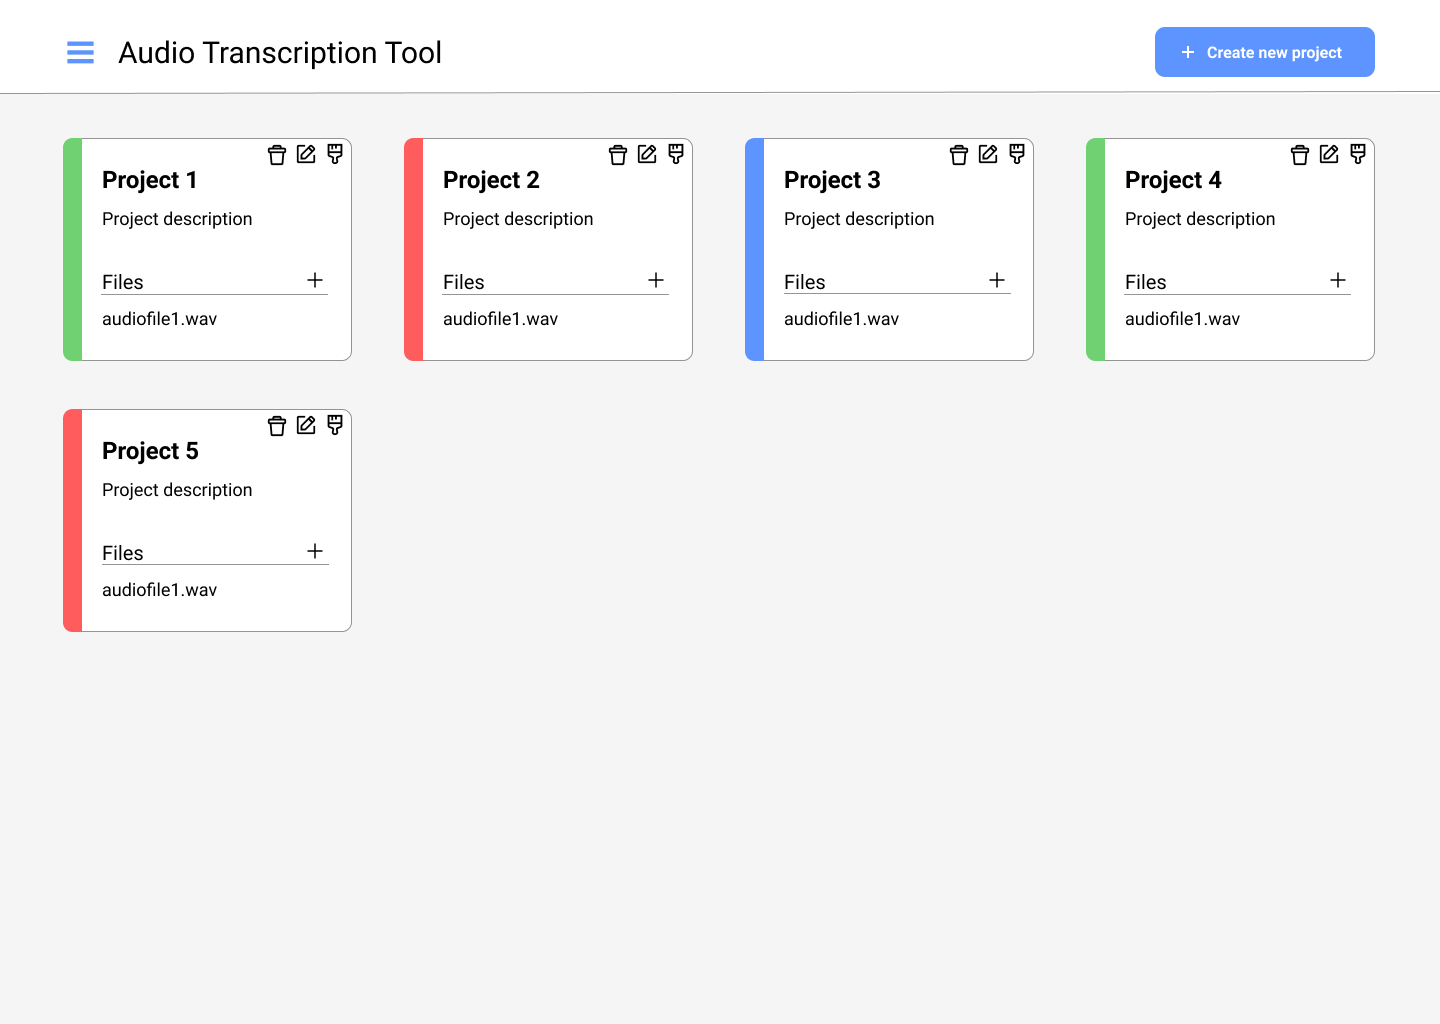 Audio Transcription Tool
Create new project
Project 1
Project description
Files
audiofile1.wav
Project 2
Project description
Files
audiofile1.wav
Project 3
Project description
Files
audiofile1.wav
Project 4
Project description
Files
audiofile1.wav
Project 5
Project description
Files
audiofile1.wav